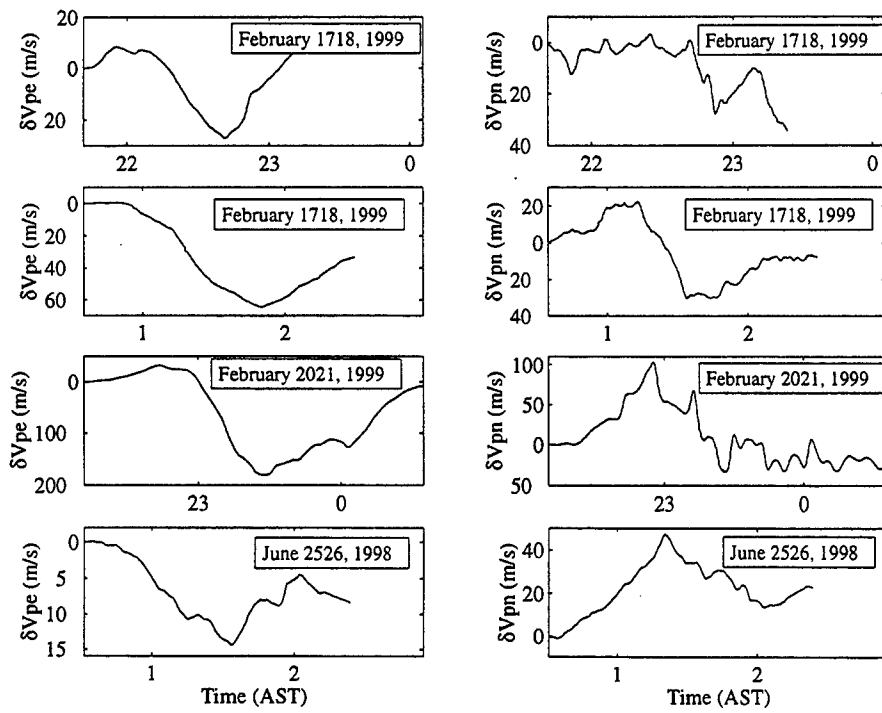 20
0
20
δVpe (m/s)
February 1718, 1999
22
23
0
0
20
40
δVpn (m/s)
February 1718, 1999
22
23
0
0
20
40
60
δVpe (m/s)
February 1718, 1999
1
2
20
0
20
40
δVpn (m/s)
February 1718, 1999
1
2
0
100
200
δVpe (m/s)
February 2021, 1999
23
0
100
50
0
50
δVpn (m/s)
February 2021, 1999
23
0
0
5
10
15
δVpe (m/s)
June 2526, 1998
1
2
Time (AST)
40
20
0
δVpn (m/s)
June 2526, 1998
1
2
Time (AST)